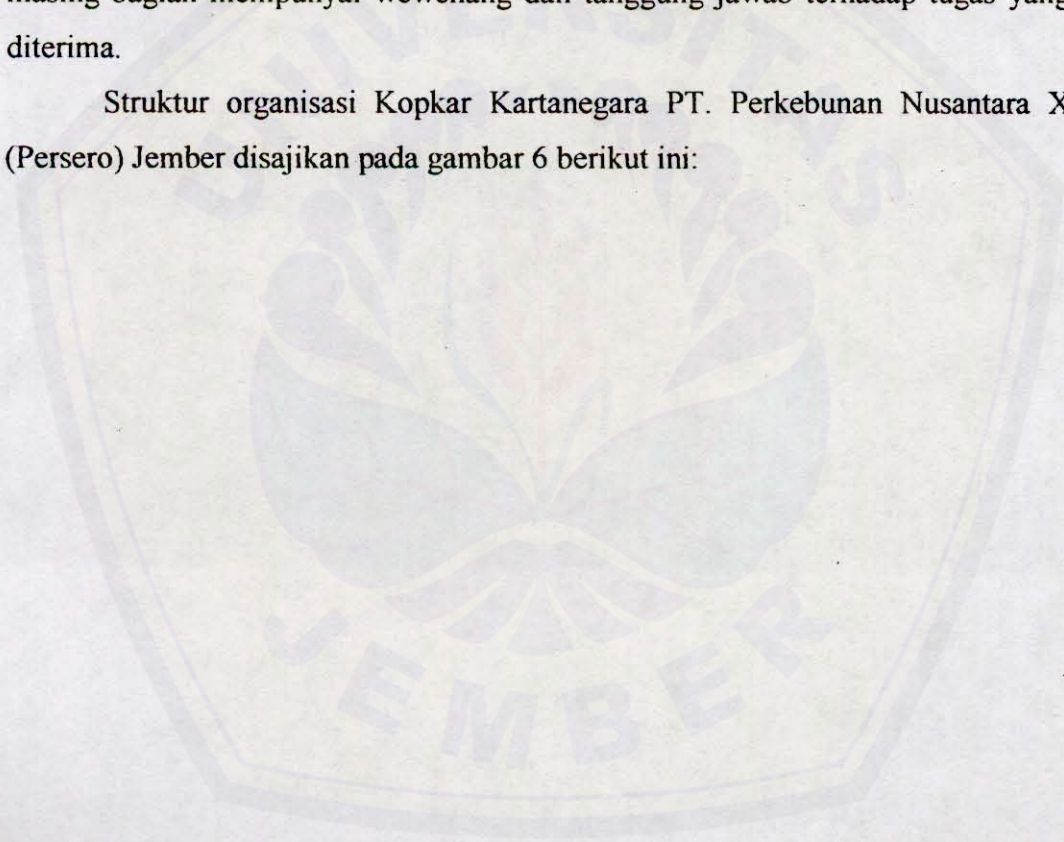 masing bagian mempunyai wewenang dan tanggung jawab terhadap tugas yang
diterima.
Struktur organisasi Kopkar Kartanegara PT. Perkebunan Nusantara X
(Persero) Jember disajikan pada gambar 6 berikut ini:
UNIVERSITAS
JEMBER